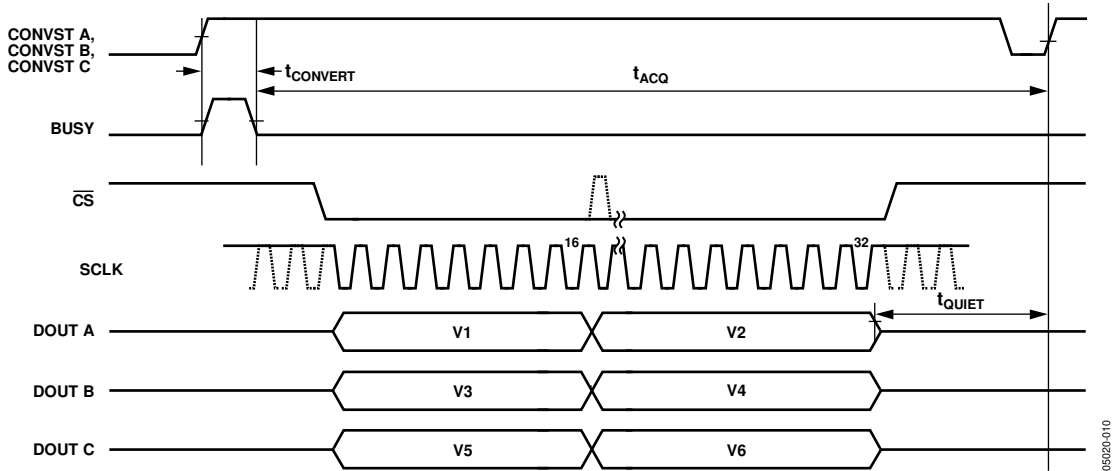 CONVST A,
CONVST B,
CONVST C
tCONVERT
tACQ
BUSY
CS
16
32
SCLK
tQUIET
DOUT A
V1
V2
DOUT B
V3
V4
DOUT C
V5
V6
05020-010